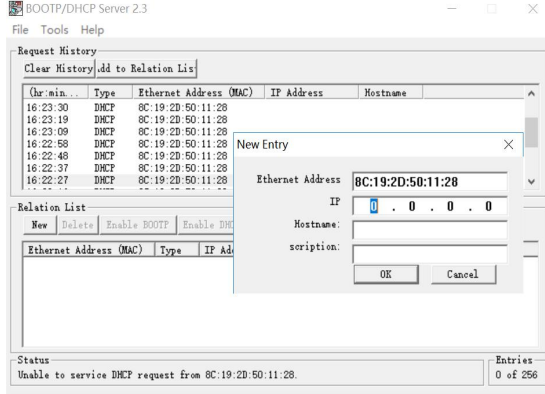 BOOTP/DHCP Server 2.3
File Tools Help
Request History
Clear History dd to Relation Lis
(hr:min... Type Ethernet Address (MAC) IP Address Hostname
16:23:30 DHCP 8C:19:2D:50:11:28
16:23:19 DHCP 8C:19:2D:50:11:28
16:23:09 DHCP 8C:19:2D:50:11:28
16:22:58 DHCP 8C:19:2D:50:11:28
16:22:48 DHCP 8C:19:2D:50:11:28
16:22:37 DHCP 8C:19:2D:50:11:28
16:22:27 DHCP 8C:19:2D:50:11:28
New Entry
Ethernet Address 8C:19:2D:50:11:28
IP 0 . 0 . 0 . 0
Hostname:
scription:
OK Cancel
Relation List
New Delete Enable BOOTP Enable DH
Ethernet Address (MAC) Type IP Ad
Status
Unable to service DHCP request from 8C:19:2D:50:11:28.
Entries
0 of 256